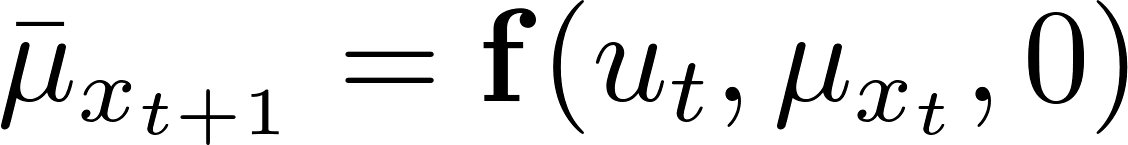 μ̄_{x_{t+1}} = f(u_t, μ_{x_t}, 0)